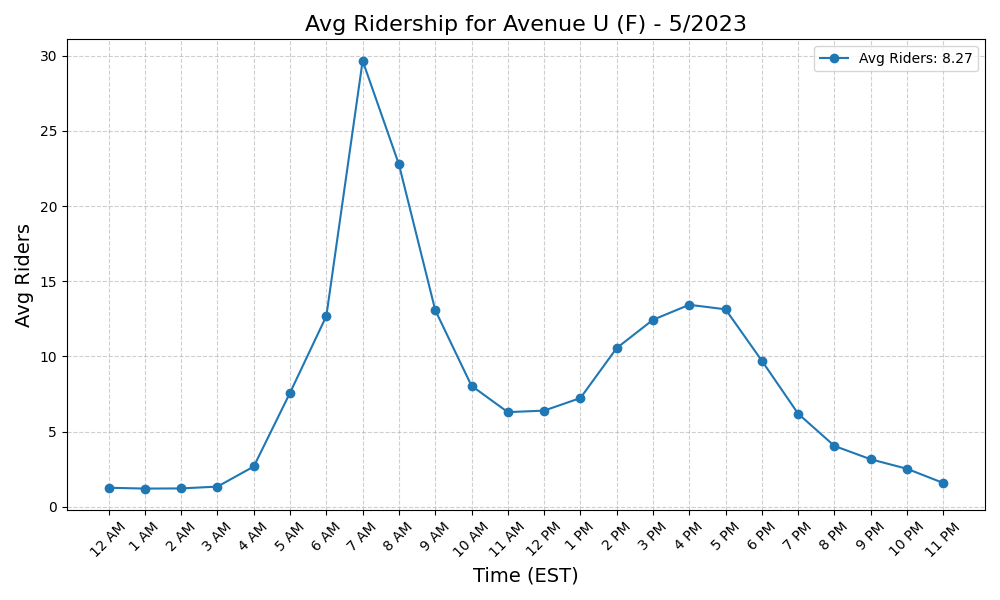 Avg Ridership for Avenue U (F) - 5/2023
Avg Riders: 8.27
Avg Riders
30
25
20
15
10
5
0
12 AM
1 AM
2 AM
3 AM
4 AM
5 AM
6 AM
7 AM
8 AM
9 AM
10 AM
11 AM
12 PM
1 PM
2 PM
3 PM
4 PM
5 PM
6 PM
7 PM
8 PM
9 PM
10 PM
11 PM
Time (EST)